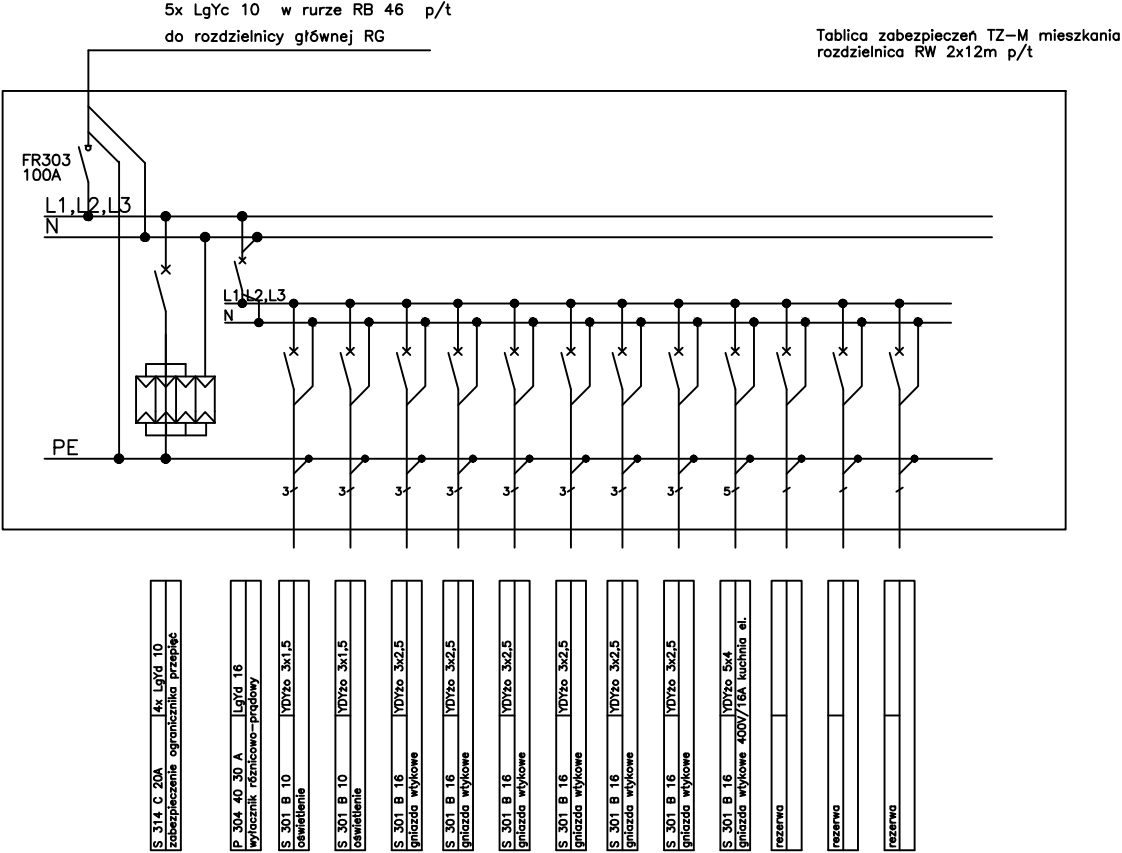 5x LgYc 10 w rurze RB 46 p/t
do rozdzielnicy głównej RG
Tablica zabezpieczeń TZ-M mieszkania
rozdzielnica RW 2x12m p/t
FR303
100A
L1,L2,L3
N
L1,L2,L3
N
PE
3
3
3
3
3
3
3
3
5
S 314 C 20A 4x LgYd 10
zabezpieczenie ogranicznika przepięć
P 304 40 30 A LgYd 16
wyłacznik różnicowo-prądowy
S 301 B 10 YDYżo 3x1,5
oświetlenie
S 301 B 10 YDYżo 3x1,5
oświetlenie
S 301 B 16 YDYżo 3x2,5
gniazda wtykowe
S 301 B 16 YDYżo 3x2,5
gniazda wtykowe
S 301 B 16 YDYżo 3x2,5
gniazda wtykowe
S 301 B 16 YDYżo 3x2,5
gniazda wtykowe
S 301 B 16 YDYżo 3x2,5
gniazda wtykowe
S 301 B 16 YDYżo 3x2,5
gniazda wtykowe
S 301 B 16 YDYżo 5x4
gniazda wtykowe 400V/16A kuchnia el.
rezerwa
rezerwa
rezerwa